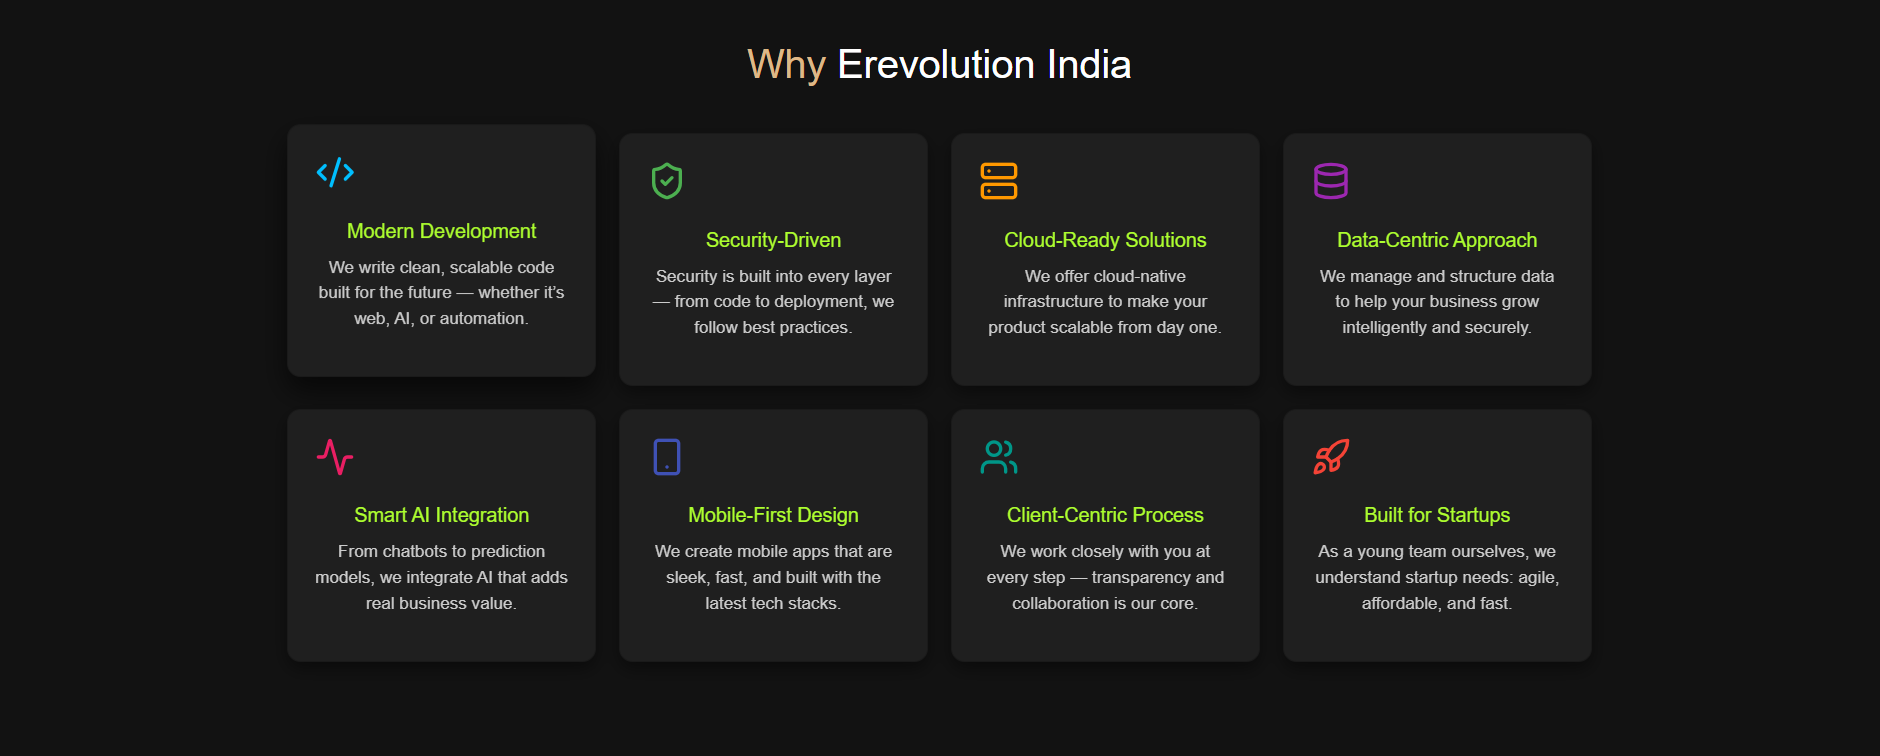 Why Erevolution India
Modern Development
We write clean, scalable code
built for the future — whether it’s
web, AI, or automation.
Security-Driven
Security is built into every layer
— from code to deployment, we
follow best practices.
Cloud-Ready Solutions
We offer cloud-native
infrastructure to make your
product scalable from day one.
Data-Centric Approach
We manage and structure data
to help your business grow
intelligently and securely.
Smart AI Integration
From chatbots to prediction
models, we integrate AI that adds
real business value.
Mobile-First Design
We create mobile apps that are
sleek, fast, and built with the
latest tech stacks.
Client-Centric Process
We work closely with you at
every step — transparency and
collaboration is our core.
Built for Startups
As a young team ourselves, we
understand startup needs: agile,
affordable, and fast.